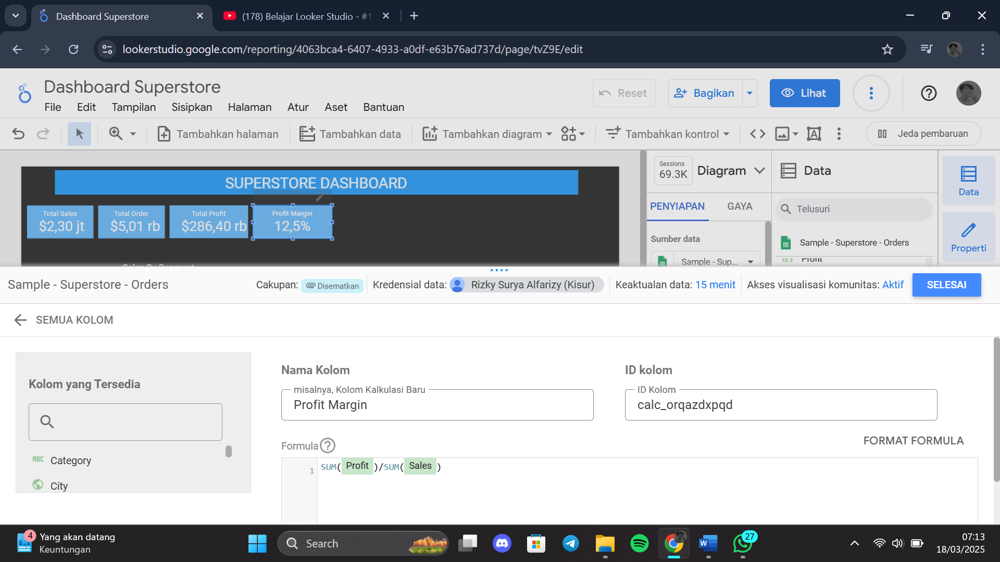 Dashboard Superstore
(178) Belajar Looker Studio - #1
lookerstudio.google.com/reporting/4063bca4-6407-4933-a0df-e63b76ad737d/page/tvZ9E/edit
Dashboard Superstore
File Edit Tampilan Sisipkan Halaman Atur Aset Bantuan
Reset
Bagikan
Lihat
Tambahkan halaman
Tambahkan data
Tambahkan diagram
Tambahkan kontrol
Jeda pembaruan
SUPERSTORE DASHBOARD
Total Sales
$2,30 jt
Total Order
$5,01 rb
Total Profit
$286,40 rb
Profit Margin
12,5%
Sales By Segment
Sessions
69.3K
Diagram
PENYIAPAN GAYA
Sumber data
Sample - Sup...
Data
Telusuri
Sample - Superstore - Orders
123 Profit
Data
Properti
Sample - Superstore - Orders
Cakupan: Disematkan
Kredensial data: Rizky Surya Alfarizy (Kisur)
Keaktualan data: 15 menit
Akses visualisasi komunitas: Aktif
SELESAI
SEMUA KOLOM
Kolom yang Tersedia
ABC Category
City
Nama Kolom
misalnya, Kolom Kalkulasi Baru
Profit Margin
ID kolom
ID Kolom
calc_orqazdxpqd
Formula
FORMAT FORMULA
1 SUM( Profit )/SUM( Sales )
4
Yang akan datang
Keuntungan
Search
27
07:13
18/03/2025